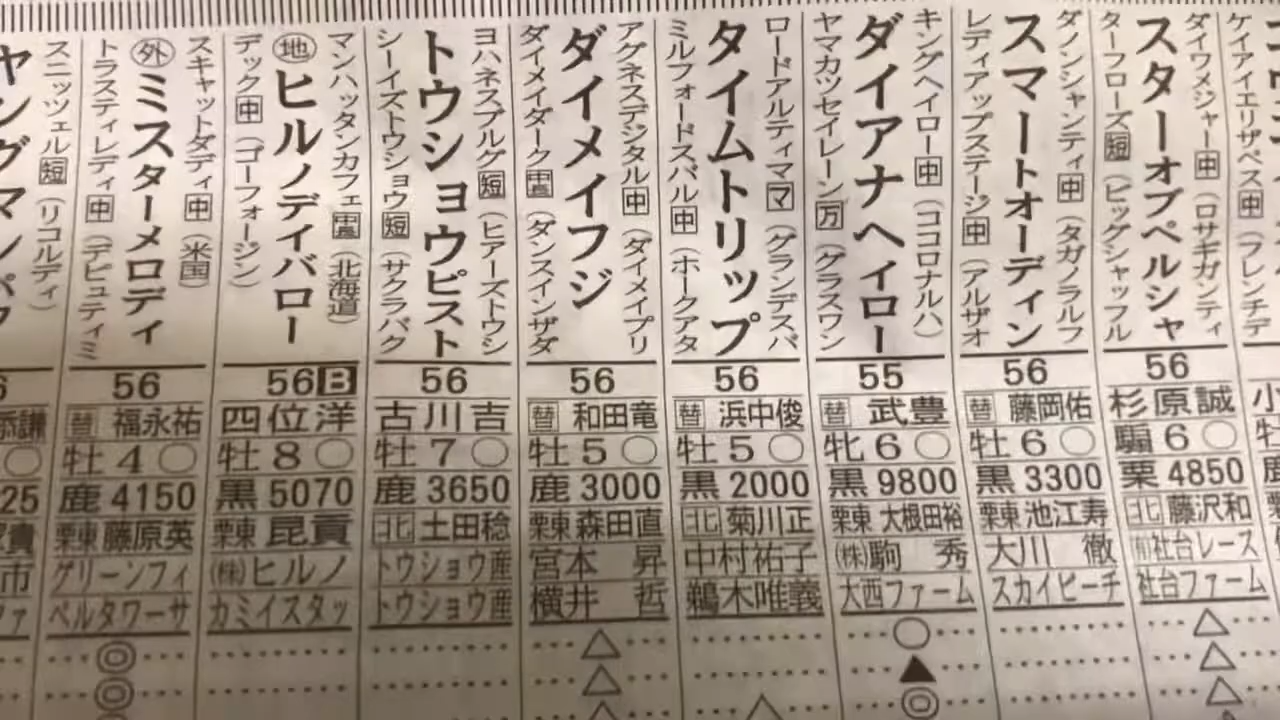 ケイアイエリザベス中(フレンチデ
ダイワメジャー中(ロサギガンティ
スターオブペルシャ
ターフローズ短(ビッグシャッフル
56
杉原誠
騸6○
栗4850
北藤沢和
(有)社台レース
社台ファーム
△
△
△
ダノンシャンティ中(タガノラルフ
スマートオーディン
レディアップステージ中(アルザオ
56
替 藤岡佑
牡6○
黒3300
栗東池江寿
大川 徹
スカイビーチ
キングヘイロー中(ココロナルハ)
ダイアナヘイロー
ヤマカツセイレーン万(グラスワン
55
替 武豊
牝6○
黒9800
栗東大根田裕
(株)駒 秀
大西ファーム
○
▲
◎
ロードアルティママ(グランデスバ
タイムトリップ
ミルフォードスパル中(ホークアタ
56
替 浜中俊
牡5○
黒2000
北菊川正
中村祐子
鵜木唯義
△
アグネスデジタル中(ダイメイプリ
ダイメイフジ
ダイメイダーク中長(ダンスインザダ
56
替 和田竜
牡5○
鹿3000
栗東森田直
宮本 昇
横井 哲
△
△
△
ヨハネスブルグ短(ヒアーズトウシ
トウショウピスト
シーイズトウショウ短(サクラバク
56
古川吉
牡7○
鹿3650
北土田稔
トウショウ産
トウショウ産
マンハッタンカフェ中長(北海道)
地ヒルノデイバロー
デック中(ゴーフォージン)
56B
四位洋
牡8○
黒5070
栗東昆貢
(株)ヒルノ
カミイスタッ
スキャットダディ中(米国)
外ミスターメロディ
トラスティレディ中(デピュティミ
56
替 福永祐
牡4○
鹿4150
栗東藤原英
グリーンフィ
ベルタワーサ
◎
◎
スニッツェル短(リコルディ)